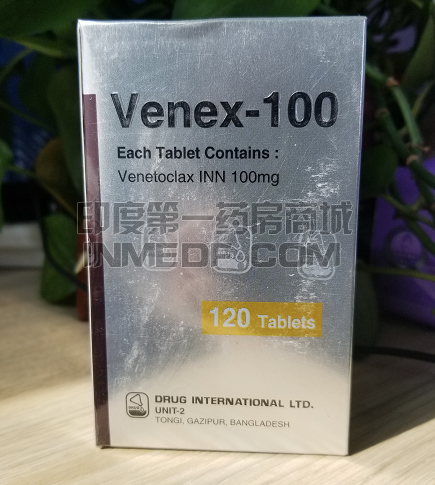 Venex-100
Each Tablet Contains :
Venetoclax INN 100mg
印度第一药房商城
INMEDE.COM
120 Tablets
DRUG INTERNATIONAL LTD.
UNIT-2
TONGI, GAZIPUR, BANGLADESH